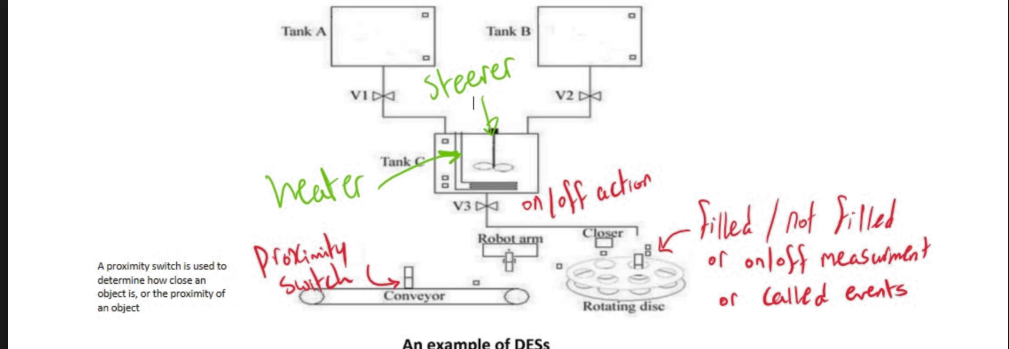 Tank A
Tank B
Steerer
V1
V2
Tank C
heater
V3
on/off action
Filled / not filled
or on/off measurment
or called events
Closer
Robot arm
Proximity
switch
A proximity switch is used to
determine how close an
object is, or the proximity of
an object
Conveyor
Rotating disc
An example of DESs